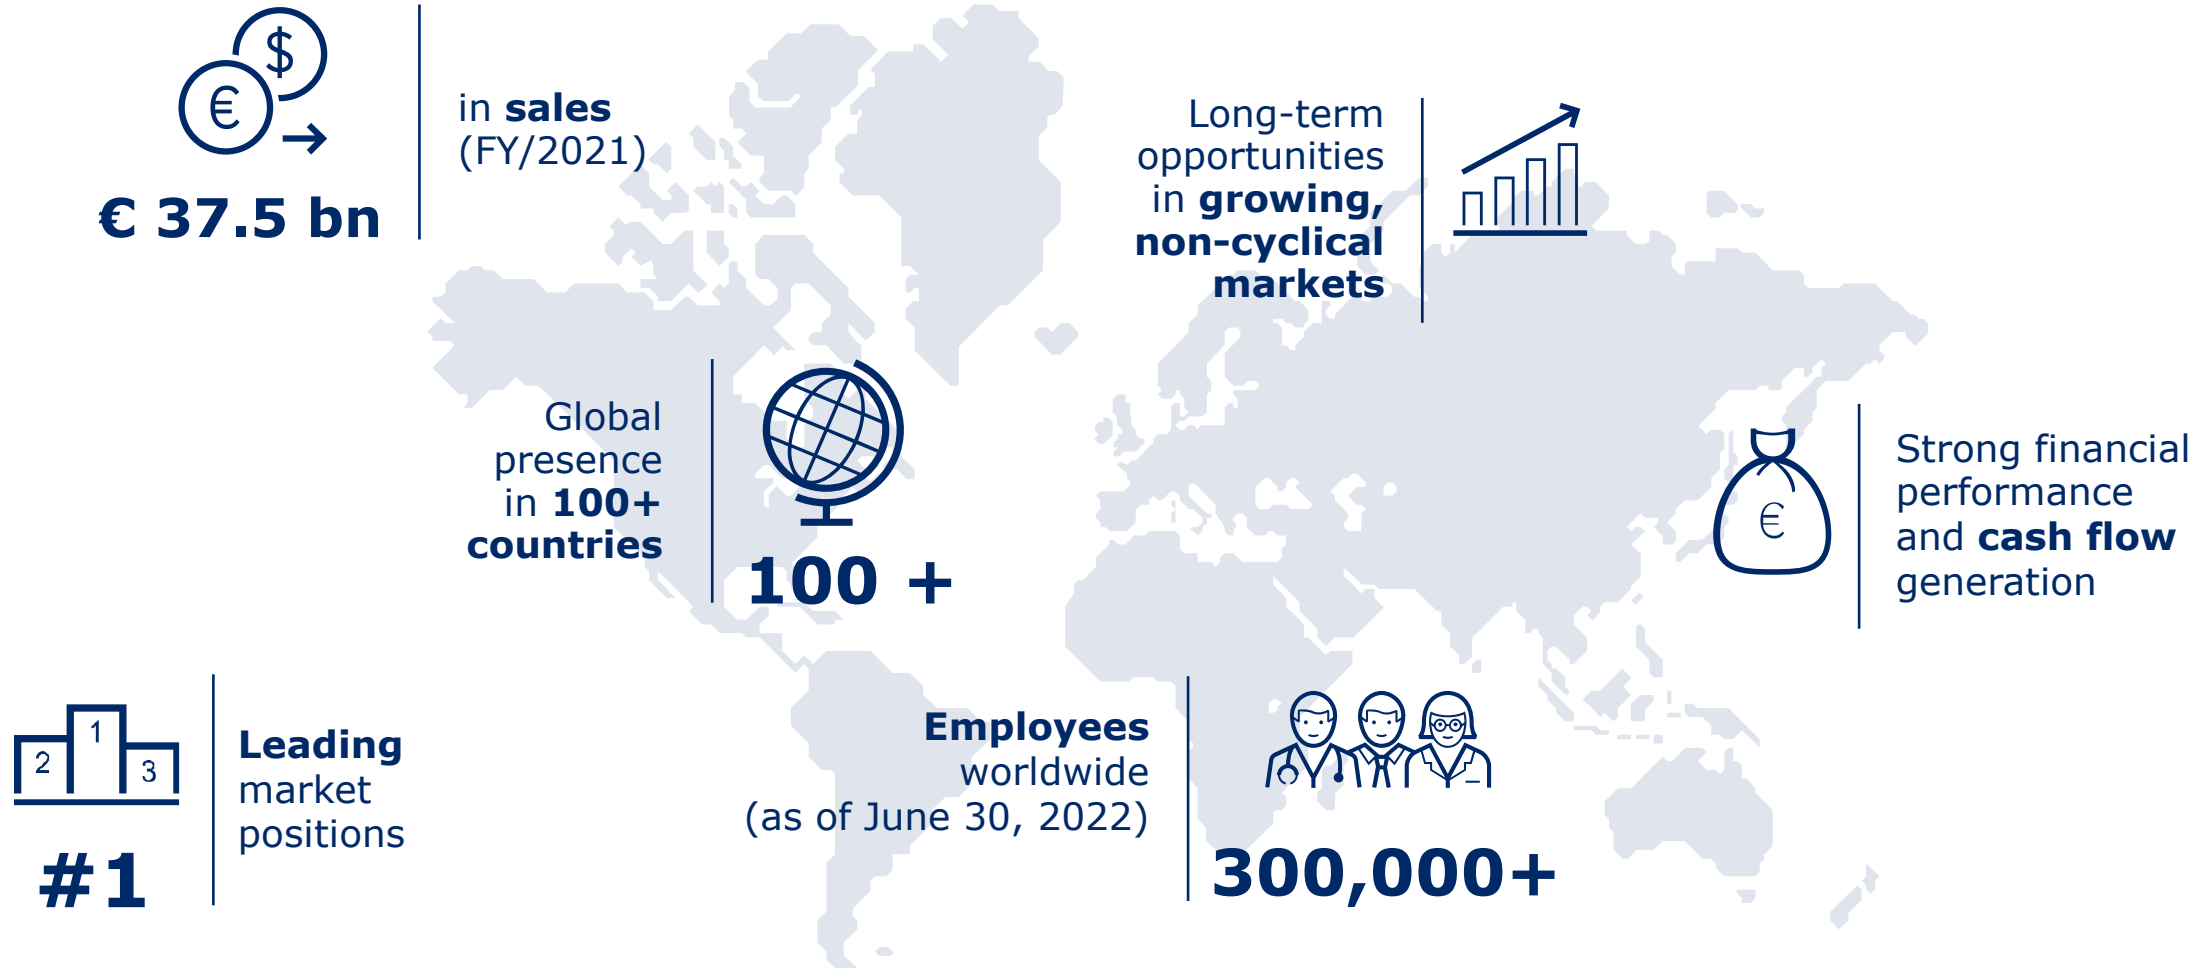 $
€
€ 37.5 bn
in sales
(FY/2021)
Long-term
opportunities
in growing,
non-cyclical
markets
Global
presence
in 100+
countries
100 +
€
Strong financial
performance
and cash flow
generation
1
2
3
#1
Leading
market
positions
Employees
worldwide
(as of June 30, 2022)
300,000+